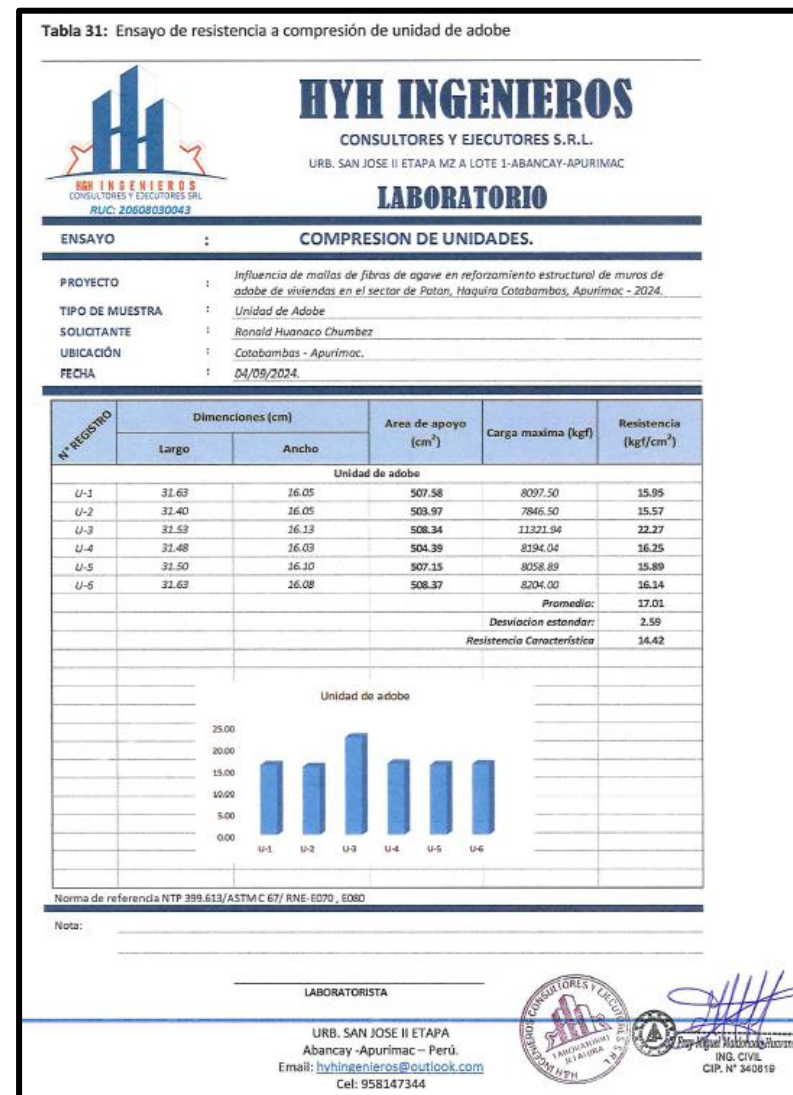 Tabla 31: Ensayo de resistencia a compresión de unidad de adobe
HYH INGENIEROS
CONSULTORES Y EJECUTORES S.R.L.
URB. SAN JOSE II ETAPA MZ A LOTE 1-ABANCAY-APURIMAC
LABORATORIO
H&H INGENIEROS
CONSULTORES Y EJECUTORES SRL
RUC: 20608030043
ENSAYO : COMPRESION DE UNIDADES.
PROYECTO : Influencia de mallas de fibras de agave en reforzamiento estructural de muros de
adobe de viviendas en el sector de Patan, Haquira Cotabambas, Apurimac - 2024.
TIPO DE MUESTRA : Unidad de Adobe
SOLICITANTE : Ronald Huanaco Chumbez
UBICACIÓN : Cotabambas - Apurimac.
FECHA : 04/09/2024.
N° REGISTRO Dimenciones (cm) Area de apoyo (cm²) Carga maxima (kgf) Resistencia (kgf/cm²)
Largo Ancho
Unidad de adobe
U-1 31.63 16.05 507.58 8097.50 15.95
U-2 31.40 16.05 503.97 7846.50 15.57
U-3 31.53 16.13 508.34 11321.94 22.27
U-4 31.48 16.03 504.39 8194.04 16.25
U-5 31.50 16.10 507.15 8058.89 15.89
U-6 31.63 16.08 508.37 8204.00 16.14
Promedio: 17.01
Desviacion estandar: 2.59
Resistencia Característica 14.42
Unidad de adobe
25.00
20.00
15.00
10.00
5.00
0.00
U-1 U-2 U-3 U-4 U-5 U-6
Norma de referencia NTP 399.613/ASTM C 67/ RNE-E070 , E080
Nota:
LABORATORISTA
URB. SAN JOSE II ETAPA
Abancay -Apurimac – Perú.
Email: hyhingenieros@outlook.com
Cel: 958147344
ING. CIVIL
CIP. N° 340619